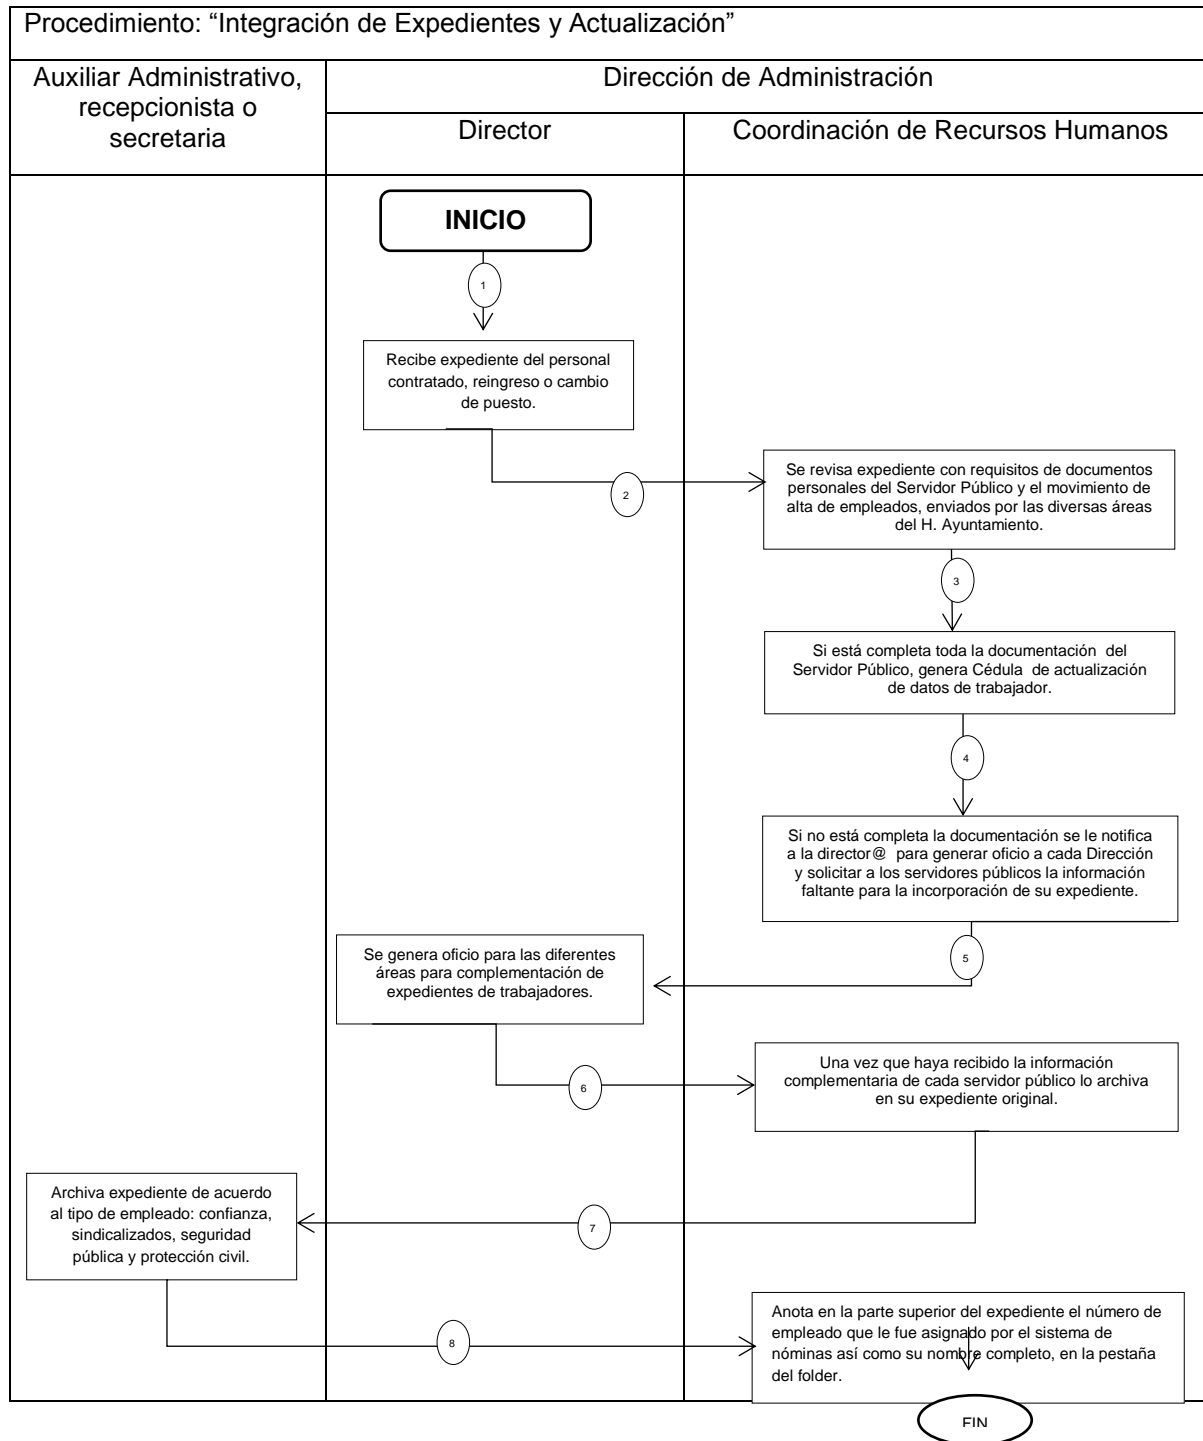 Procedimiento: “Integración de Expedientes y Actualización”
Auxiliar Administrativo,
recepcionista o
secretaria
Dirección de Administración
Director
Coordinación de Recursos Humanos
INICIO
1
Recibe expediente del personal
contratado, reingreso o cambio
de puesto.
2
Se revisa expediente con requisitos de documentos
personales del Servidor Público y el movimiento de
alta de empleados, enviados por las diversas áreas
del H. Ayuntamiento.
3
Si está completa toda la documentación  del
Servidor Público, genera Cédula  de actualización
de datos de trabajador.
4
Si no está completa la documentación se le notifica
a la director@  para generar oficio a cada Dirección
y solicitar a los servidores públicos la información
faltante para la incorporación de su expediente.
5
Se genera oficio para las diferentes
áreas para complementación de
expedientes de trabajadores.
6
Una vez que haya recibido la información
complementaria de cada servidor público lo archiva
en su expediente original.
7
Archiva expediente de acuerdo
al tipo de empleado: confianza,
sindicalizados, seguridad
pública y protección civil.
8
Anota en la parte superior del expediente el número de
empleado que le fue asignado por el sistema de
nóminas así como su nombre completo, en la pestaña
del folder.
FIN